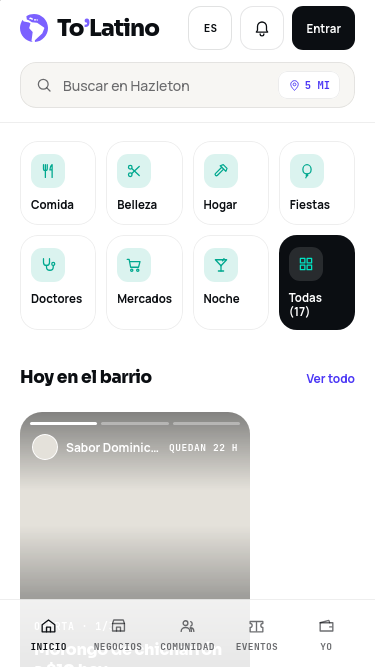 To’Latino
ES
Entrar
Buscar en Hazleton
5 MI
Comida
Belleza
Hogar
Fiestas
Doctores
Mercados
Noche
Todas
(17)
Hoy en el barrio
Ver todo
Sabor Dominic…
QUEDAN 22 H
INICIO
NEGOCIOS
COMUNIDAD
EVENTOS
YO